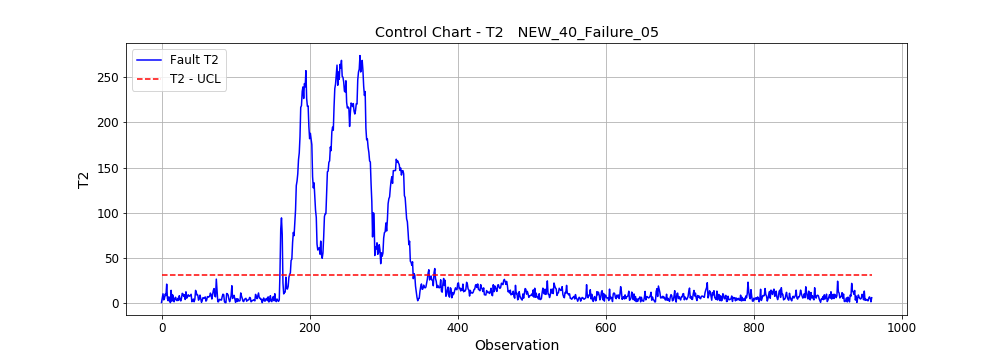 Control Chart - T2   NEW_40_Failure_05
Fault T2
T2 - UCL
250
200
150
100
50
0
T2
0 200 400 600 800 1000
Observation